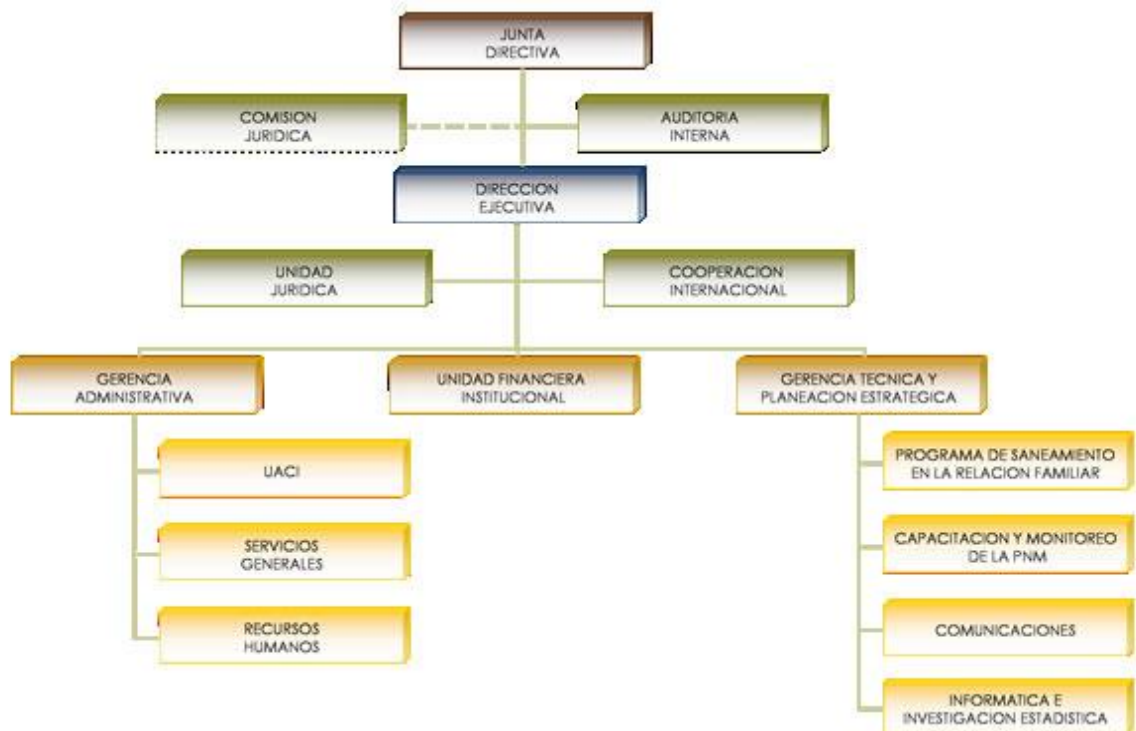 JUNTA
DIRECTIVA
COMISION
JURIDICA
AUDITORIA
INTERNA
DIRECCION
EJECUTIVA
UNIDAD
JURIDICA
COOPERACION
INTERNACIONAL
GERENCIA
ADMINISTRATIVA
UNIDAD FINANCIERA
INSTITUCIONAL
GERENCIA TECNICA Y
PLANEACION ESTRATEGICA
UACI
SERVICIOS
GENERALES
RECURSOS
HUMANOS
PROGRAMA DE SANEAMIENTO
EN LA RELACION FAMILIAR
CAPACITACION Y MONITOREO
DE LA PNM
COMUNICACIONES
INFORMATICA E
INVESTIGACION ESTADISTICA